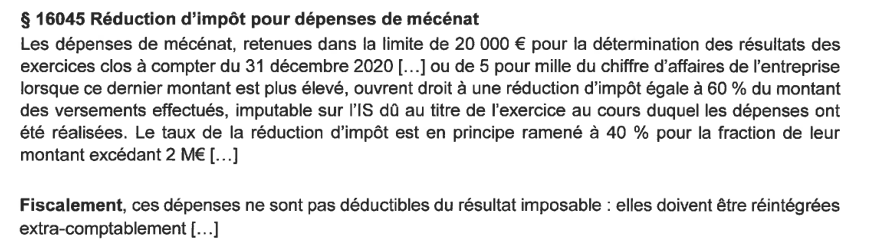 § 16045 Réduction d'impôt pour dépenses de mécénat
Les dépenses de mécénat, retenues dans la limite de 20 000 € pour la détermination des résultats des
exercices clos à compter du 31 décembre 2020 [...] ou de 5 pour mille du chiffre d'affaires de l'entreprise
lorsque ce dernier montant est plus élevé, ouvrent droit à une réduction d'impôt égale à 60 % du montant
des versements effectués, imputable sur l'IS dû au titre de l'exercice au cours duquel les dépenses ont
été réalisées. Le taux de la réduction d'impôt est en principe ramené à 40 % pour la fraction de leur
montant excédant 2 M€ [...]
Fiscalement, ces dépenses ne sont pas déductibles du résultat imposable : elles doivent être réintégrées
extra-comptablement [...]